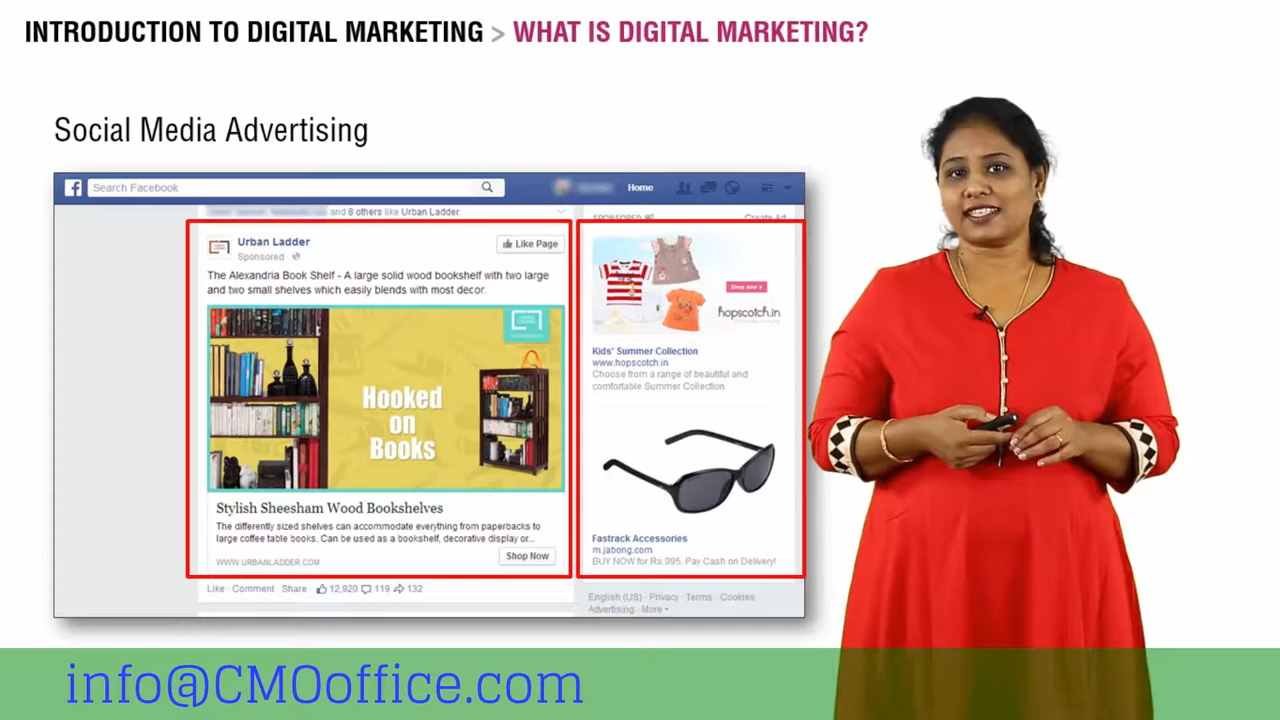 INTRODUCTION TO DIGITAL MARKETING > WHAT IS DIGITAL MARKETING?
Social Media Advertising
Search Facebook
Home
and 8 others like Urban Ladder.
Urban Ladder
Sponsored ·
Like Page
The Alexandria Book Shelf - A large solid wood bookshelf with two large
and two small shelves which easily blends with most decor.
Hooked
on
Books
Stylish Sheesham Wood Bookshelves
The differently sized shelves can accommodate everything from paperbacks to
large coffee table books. Can be used as a bookshelf, decorative display or...
WWW.URBANLADDER.COM
Shop Now
Like · Comment · Share · 12,920 119 132
SPONSORED
Create Ad
Shop now
hopscotch.in
Kids' Summer Collection
www.hopscotch.in
Choose from a range of beautiful and
comfortable Summer Collection
Fastrack Accessories
m.jabong.com
BUY NOW for Rs.995, Pay Cash on Delivery!
English (US) · Privacy · Terms · Cookies
Advertising · More
info@CMOoffice.com